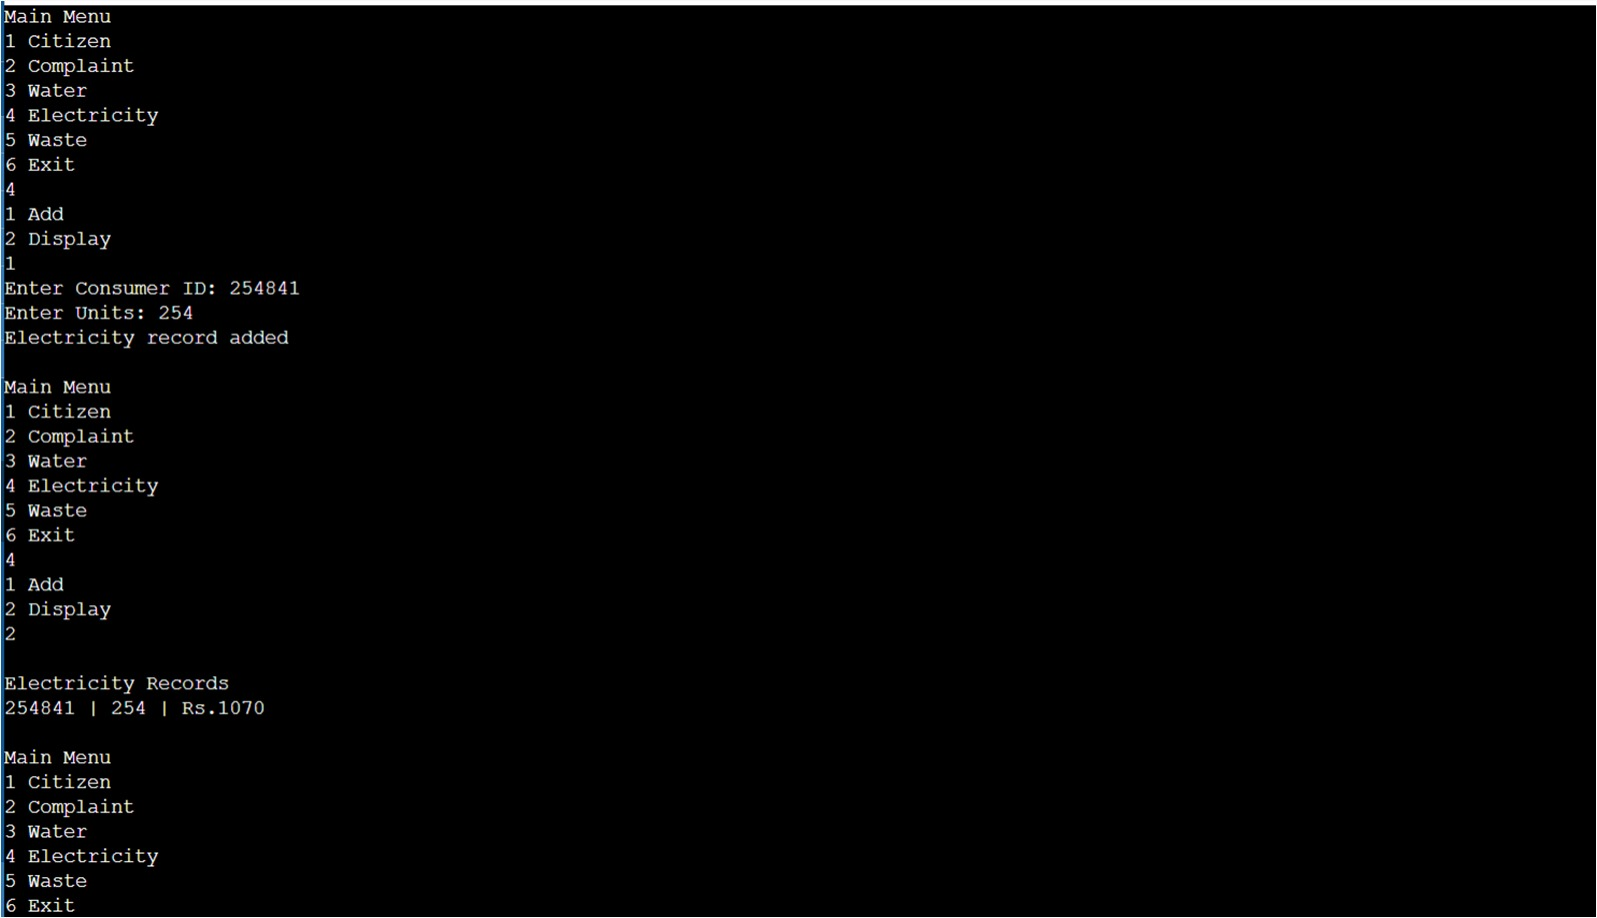 Main Menu
1 Citizen
2 Complaint
3 Water
4 Electricity
5 Waste
6 Exit
4
1 Add
2 Display
1
Enter Consumer ID: 254841
Enter Units: 254
Electricity record added
Main Menu
1 Citizen
2 Complaint
3 Water
4 Electricity
5 Waste
6 Exit
4
1 Add
2 Display
2
Electricity Records
254841 | 254 | Rs.1070
Main Menu
1 Citizen
2 Complaint
3 Water
4 Electricity
5 Waste
6 Exit